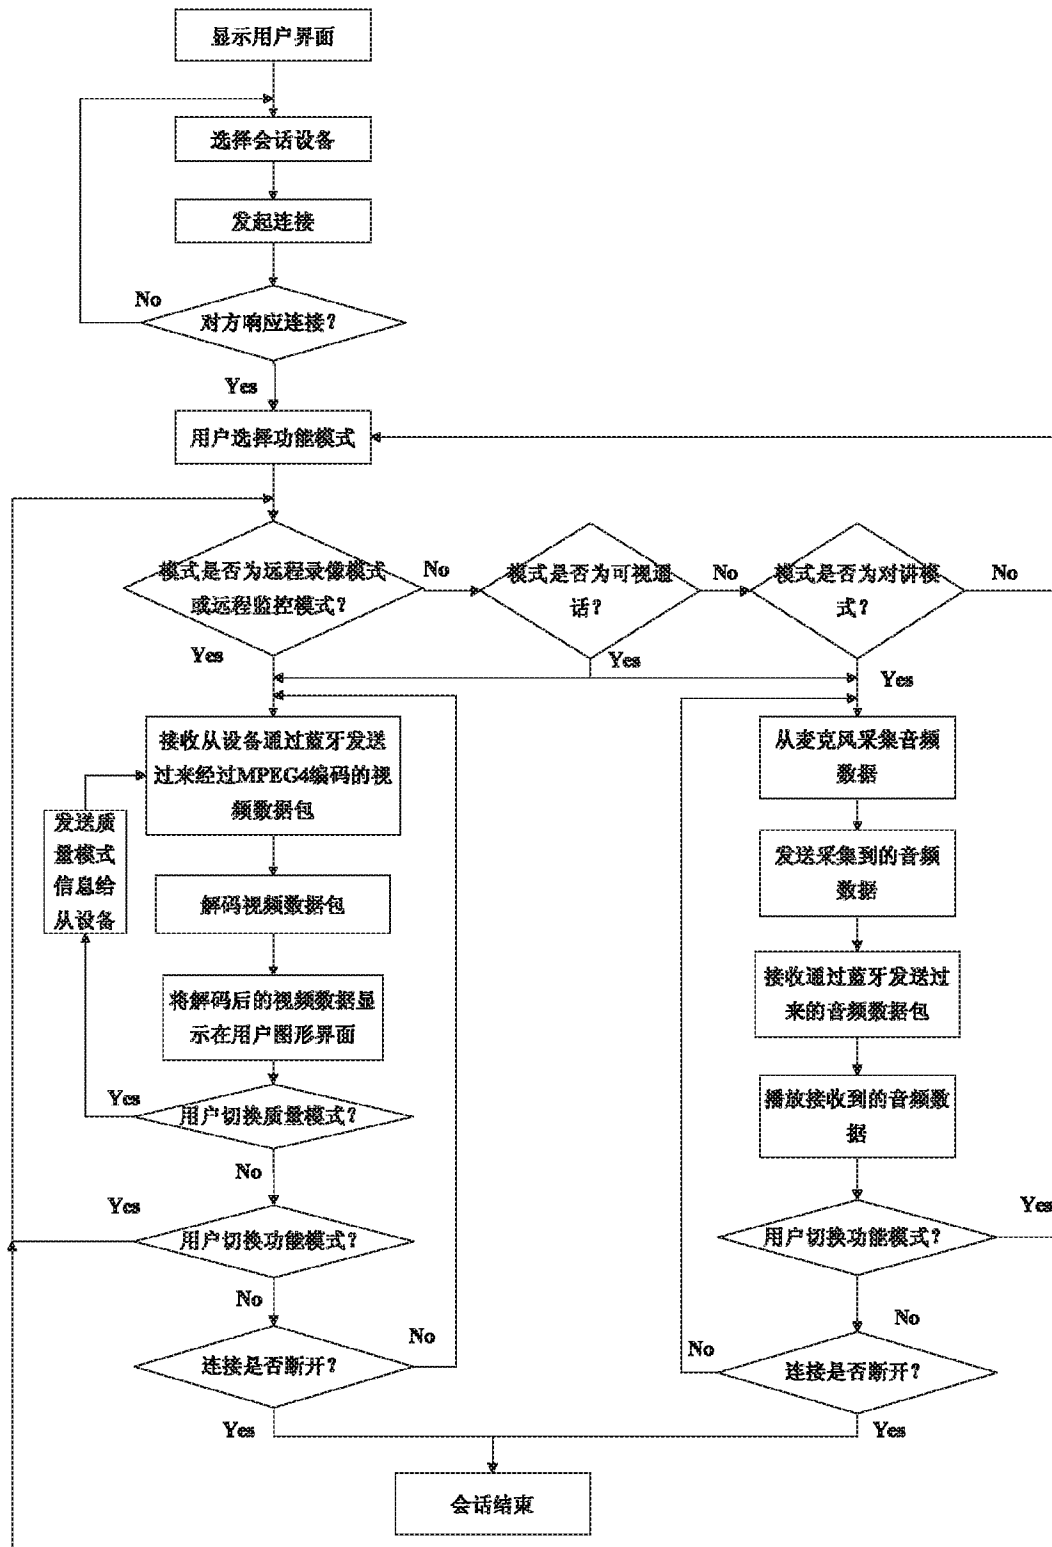 显示用户界面
选择会话设备
发起连接
No
对方响应连接？
Yes
用户选择功能模式
模式是否为远程录像模式
或远程监控模式？
No
模式是否为可视通
话？
No
模式是否为对讲模
式？
No
Yes
Yes
Yes
接收从设备通过蓝牙发送
过来经过MPEG4编码的视
频数据包
从麦克风采集音频
数据
发送质
量模式
信息给
从设备
解码视频数据包
发送采集到的音频
数据
将解码后的视频数据显
示在用户图形界面
接收通过蓝牙发送过
来的音频数据包
Yes
用户切换质量模式？
播放接收到的音频数
据
No
Yes
用户切换功能模式？
Yes
用户切换功能模式？
No
No
连接是否断开？
No
No
连接是否断开？
Yes
Yes
会话结束